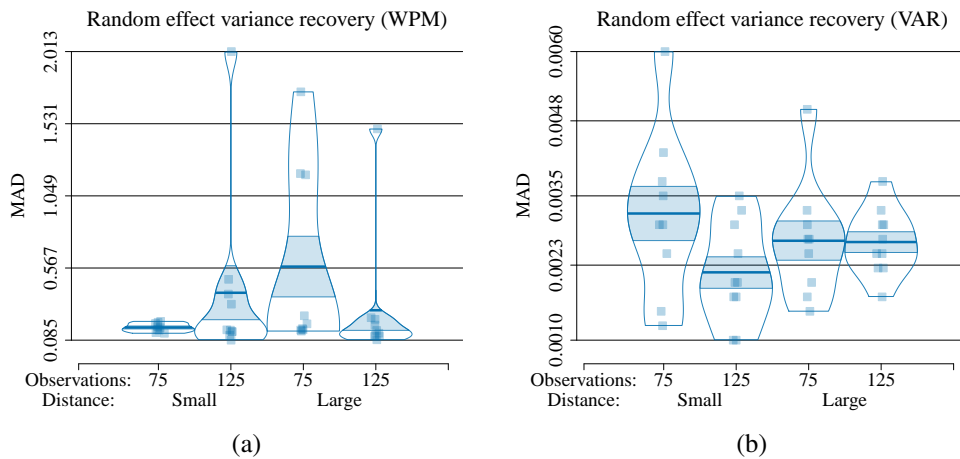 Random effect variance recovery (WPM)
2.013
1.531
1.049
0.567
0.085
MAD
Observations: 75 125 75 125
Distance: Small Large
(a)
Random effect variance recovery (VAR)
0.0060
0.0048
0.0035
0.0023
0.0010
MAD
Observations: 75 125 75 125
Distance: Small Large
(b)